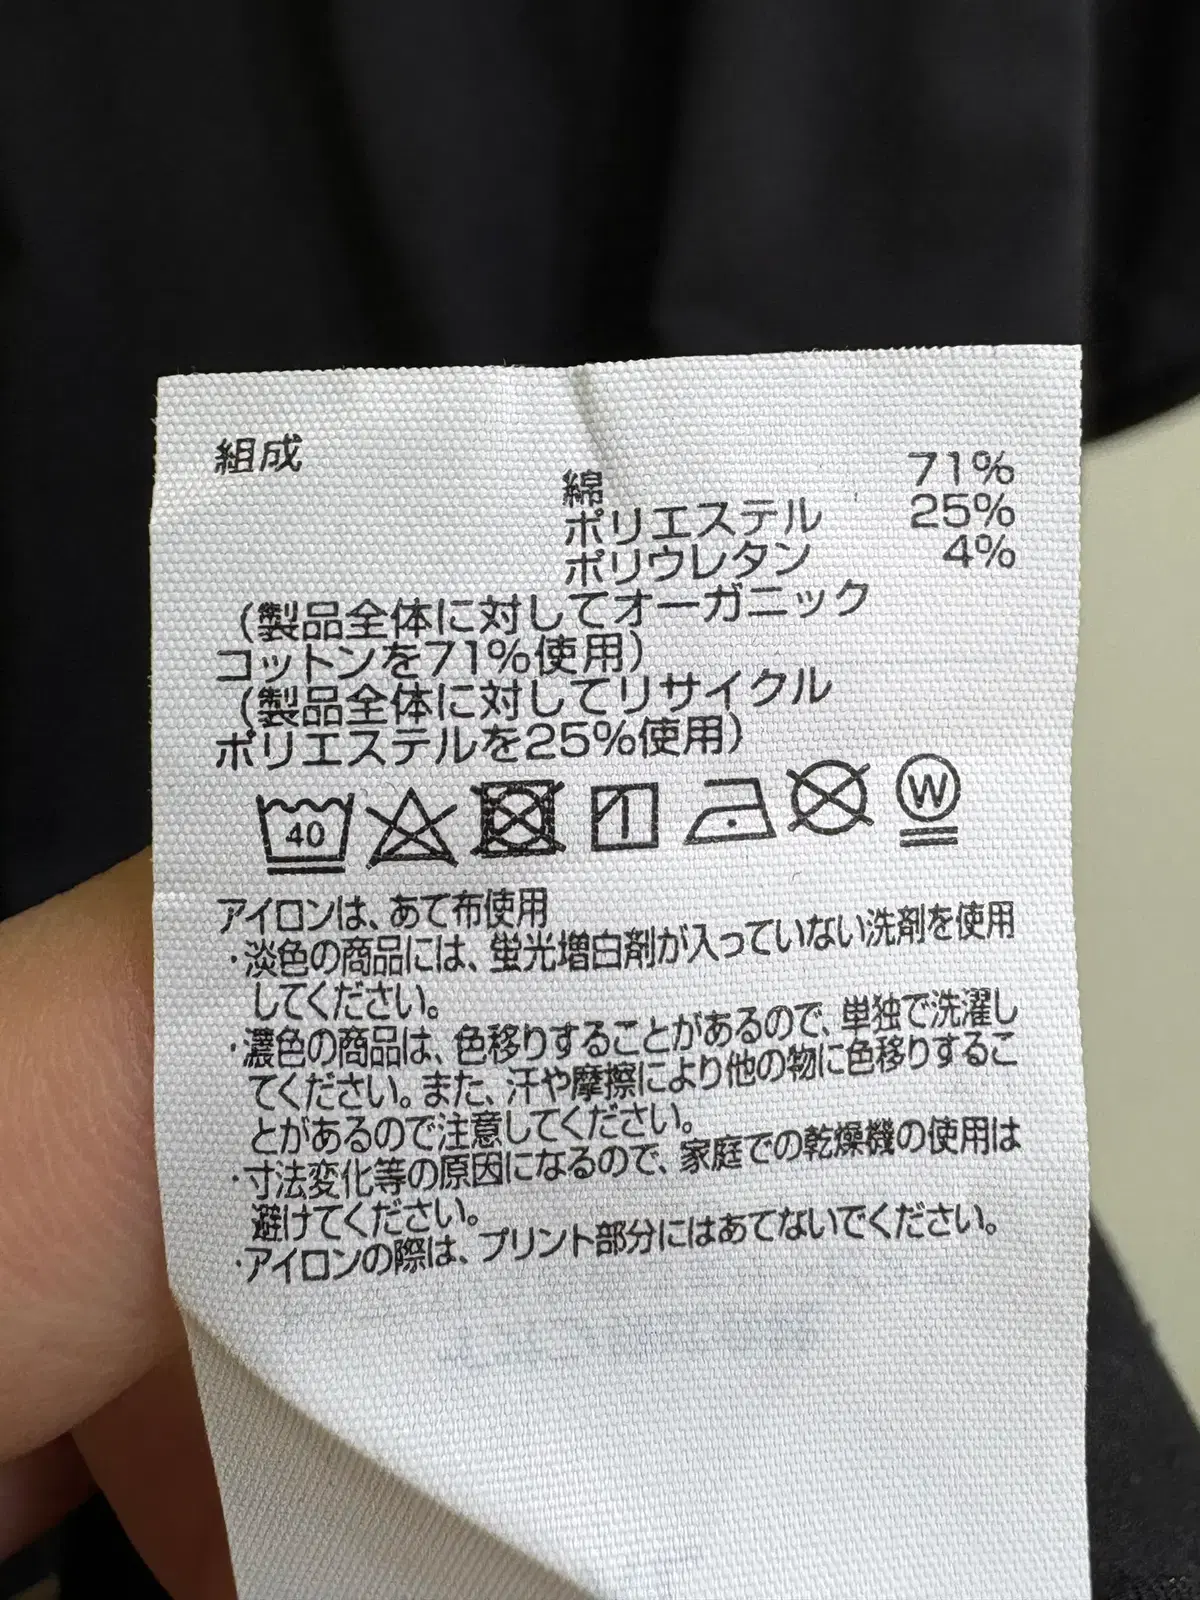 組成
綿 71%
ポリエステル 25%
ポリウレタン 4%
(製品全体に対してオーガニック
コットンを71%使用)
(製品全体に対してリサイクル
ポリエステルを25%使用)
40 W
アイロンは、あて布使用
・淡色の商品には、蛍光増白剤が入っていない洗剤を使用
してください。
・濃色の商品は、色移りすることがあるので、単独で洗濯し
てください。また、汗や摩擦により他の物に色移りするこ
とがあるので注意してください。
・寸法変化等の原因になるので、家庭での乾燥機の使用は
避けてください。
・アイロンの際は、プリント部分にはあてないでください。